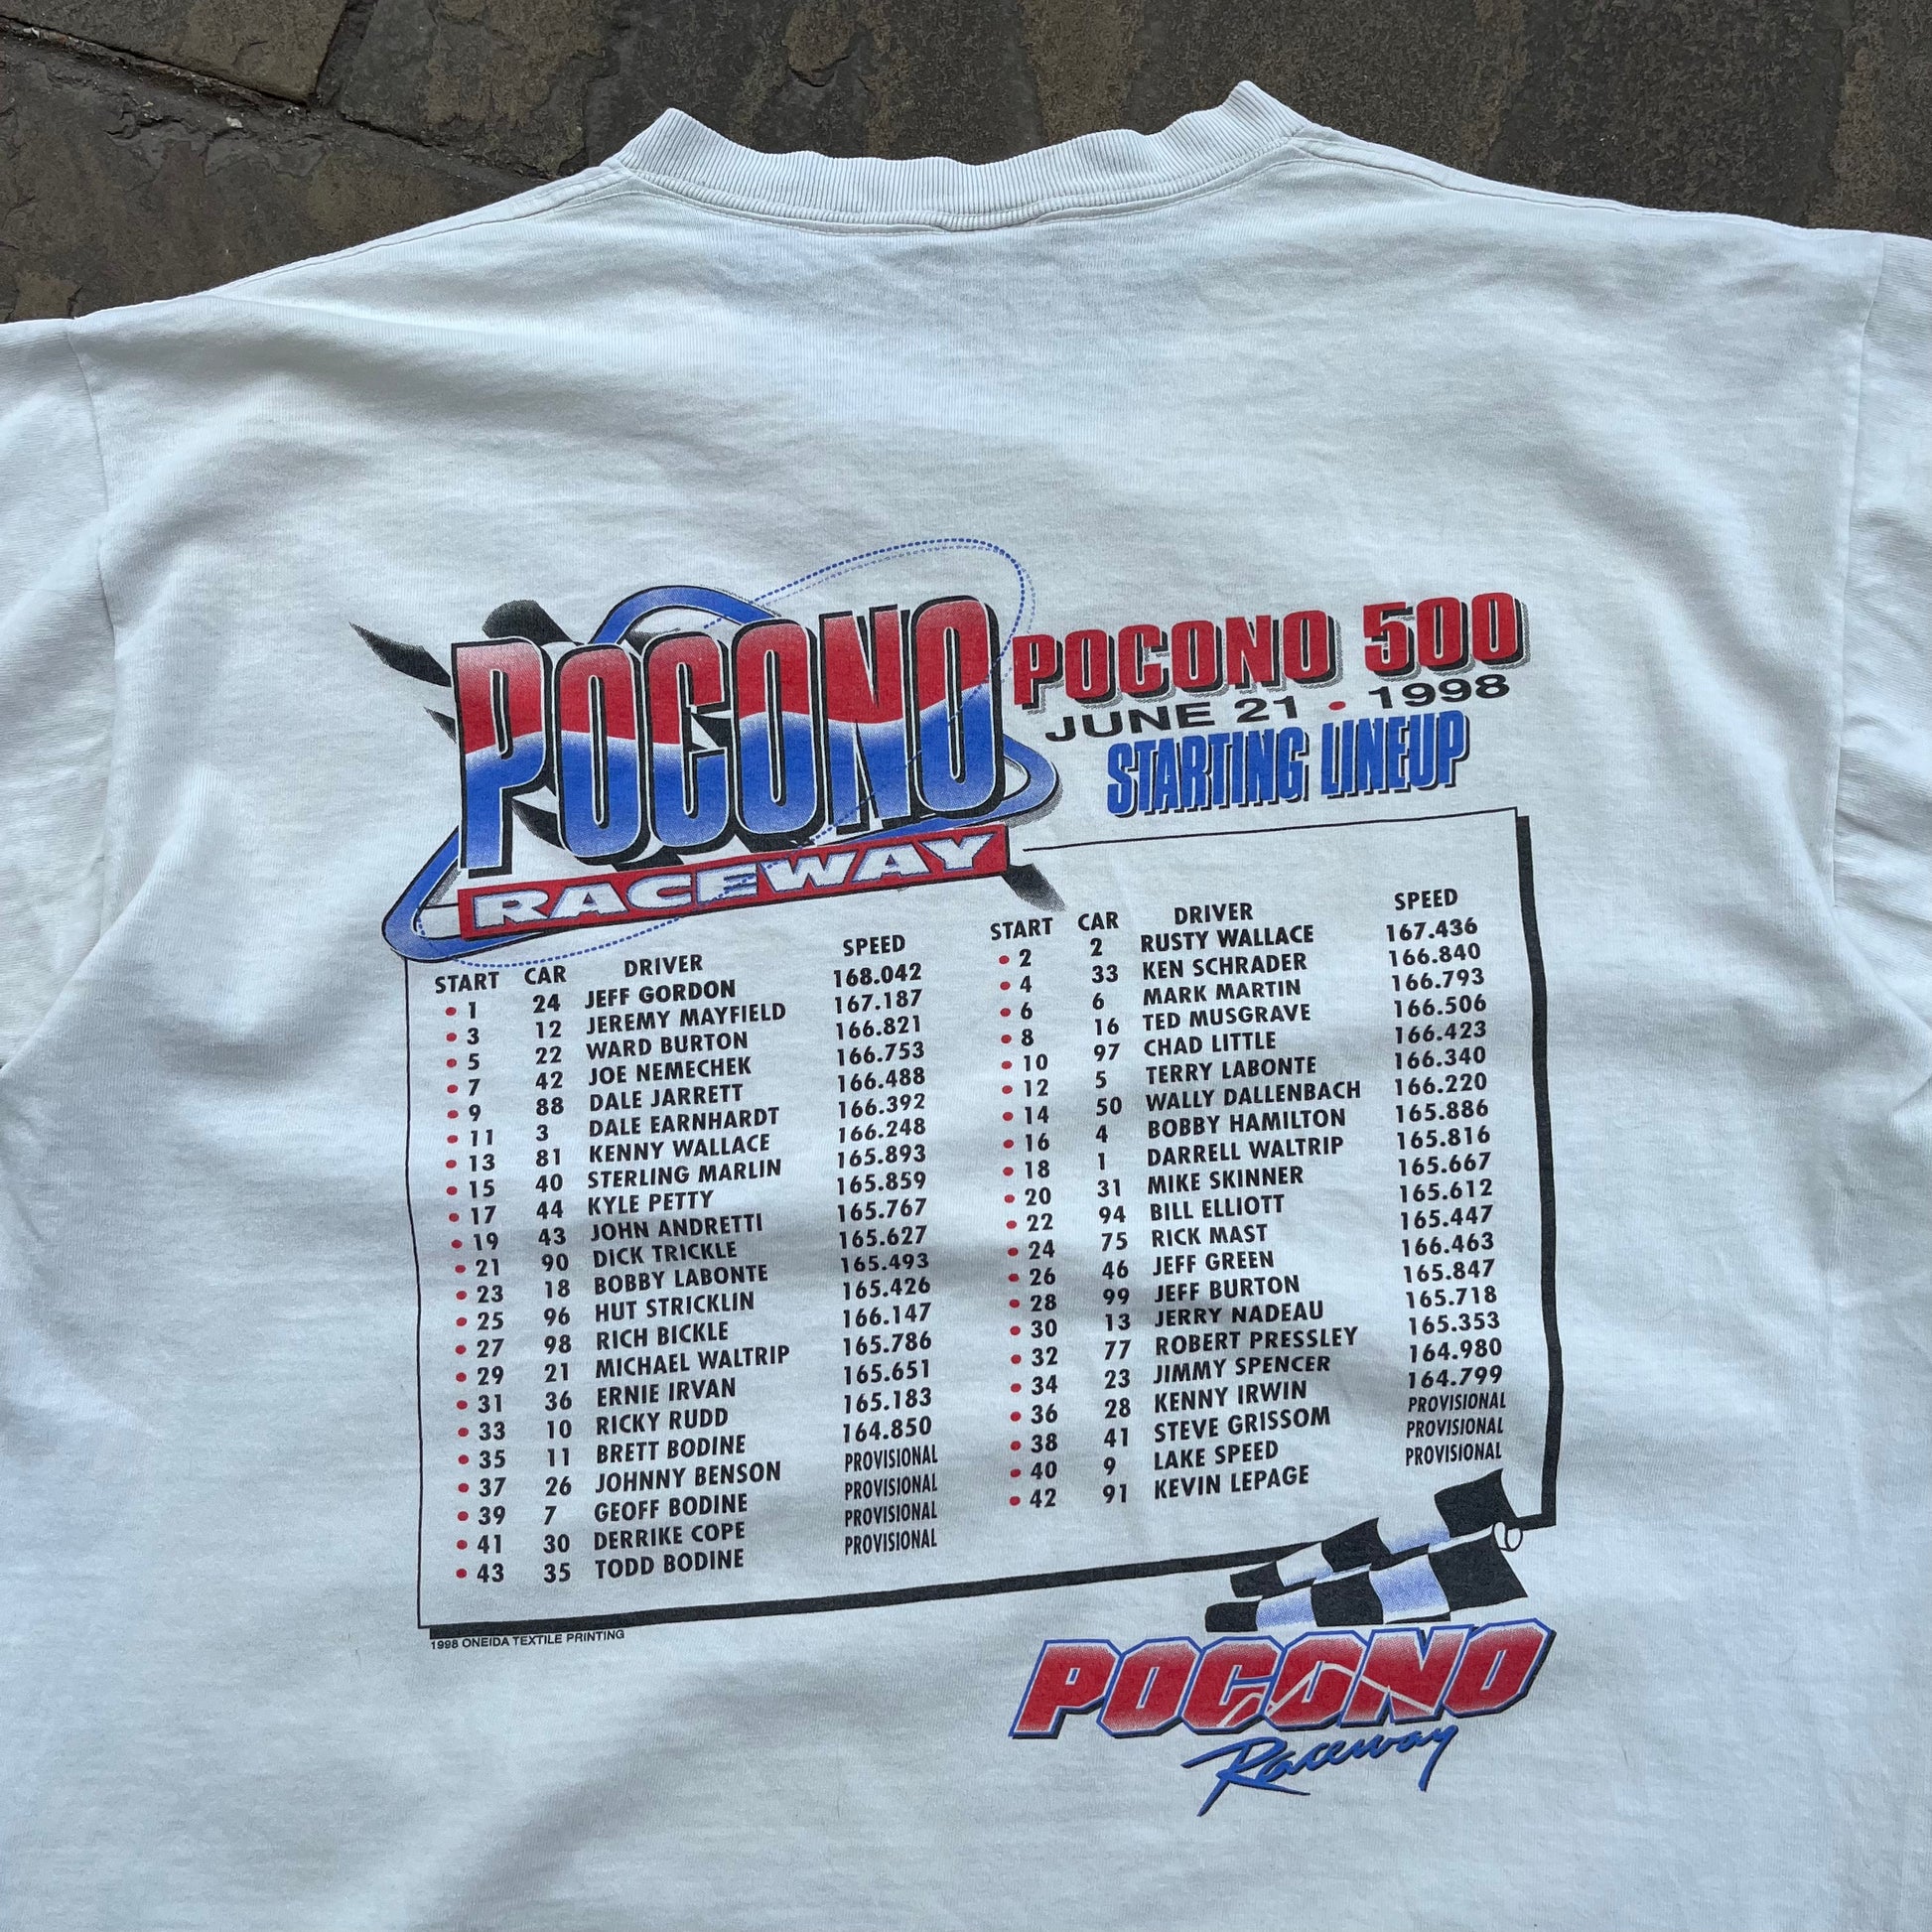 POCONO
RACEWAY
POCONO 500
JUNE 21 • 1998
STARTING LINEUP
START CAR DRIVER SPEED
• 1 24 JEFF GORDON 168.042
• 3 12 JEREMY MAYFIELD 167.187
• 5 22 WARD BURTON 166.821
• 7 42 JOE NEMECHEK 166.753
• 9 88 DALE JARRETT 166.488
• 11 3 DALE EARNHARDT 166.392
• 13 81 KENNY WALLACE 166.248
• 15 40 STERLING MARLIN 165.893
• 17 44 KYLE PETTY 165.859
• 19 43 JOHN ANDRETTI 165.767
• 21 90 DICK TRICKLE 165.627
• 23 18 BOBBY LABONTE 165.493
• 25 96 HUT STRICKLIN 165.426
• 27 98 RICH BICKLE 166.147
• 29 21 MICHAEL WALTRIP 165.786
• 31 36 ERNIE IRVAN 165.651
• 33 10 RICKY RUDD 165.183
• 35 11 BRETT BODINE 164.850
• 37 26 JOHNNY BENSON PROVISIONAL
• 39 7 GEOFF BODINE PROVISIONAL
• 41 30 DERRIKE COPE PROVISIONAL
• 43 35 TODD BODINE PROVISIONAL
START CAR DRIVER SPEED
• 2 2 RUSTY WALLACE 167.436
• 4 33 KEN SCHRADER 166.840
• 6 6 MARK MARTIN 166.793
• 8 16 TED MUSGRAVE 166.506
• 10 97 CHAD LITTLE 166.423
• 12 5 TERRY LABONTE 166.340
• 14 50 WALLY DALLENBACH 166.220
• 16 4 BOBBY HAMILTON 165.886
• 18 1 DARRELL WALTRIP 165.816
• 20 31 MIKE SKINNER 165.667
• 22 94 BILL ELLIOTT 165.612
• 24 75 RICK MAST 165.447
• 26 46 JEFF GREEN 166.463
• 28 99 JEFF BURTON 165.847
• 30 13 JERRY NADEAU 165.718
• 32 77 ROBERT PRESSLEY 165.353
• 34 23 JIMMY SPENCER 164.980
• 36 28 KENNY IRWIN 164.799
• 38 41 STEVE GRISSOM PROVISIONAL
• 40 9 LAKE SPEED PROVISIONAL
• 42 91 KEVIN LEPAGE PROVISIONAL
1998 ONEIDA TEXTILE PRINTING
POCONO
Raceway